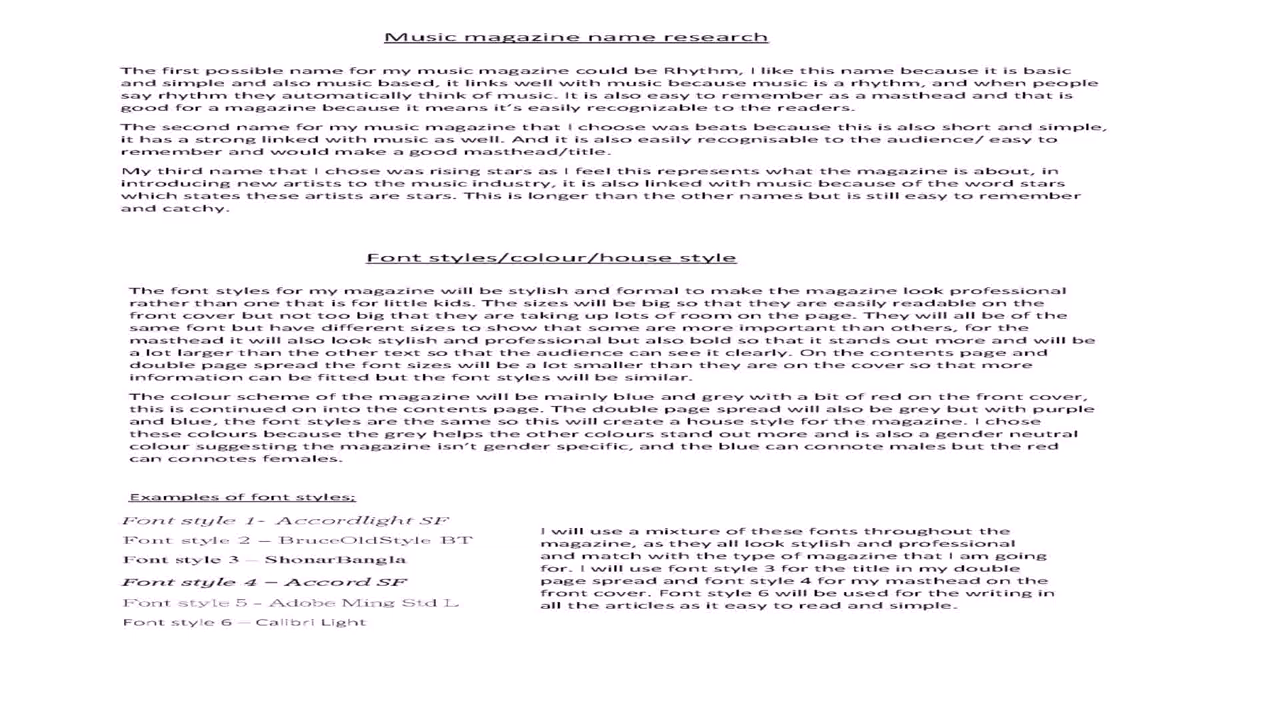 Music magazine name research
The first possible name for my music magazine could be Rhythm, I like this name because it is basic
and simple and also music based, it links well with music because music is a rhythm, and when people
say rhythm they automatically think of music. It is also easy to remember as a masthead and that is
good for a magazine because it means it’s easily recognizable to the readers.
The second name for my music magazine that I choose was beats because this is also short and simple,
it has a strong linked with music as well. And it is also easily recognisable to the audience/ easy to
remember and would make a good masthead/title.
My third name that I chose was rising stars as I feel this represents what the magazine is about, in
introducing new artists to the music industry, it is also linked with music because of the word stars
which states these artists are stars. This is longer than the other names but is still easy to remember
and catchy.
Font styles/colour/house style
The font styles for my magazine will be stylish and formal to make the magazine look professional
rather than one that is for little kids. The sizes will be big so that they are easily readable on the
front cover but not too big that they are taking up lots of room on the page. They will all be of the
same font but have different sizes to show that some are more important than others, for the
masthead it will also look stylish and professional but also bold so that it stands out more and will be
a lot larger than the other text so that the audience can see it clearly. On the contents page and
double page spread the font sizes will be a lot smaller than they are on the cover so that more
information can be fitted but the font styles will be similar.
The colour scheme of the magazine will be mainly blue and grey with a bit of red on the front cover,
this is continued on into the contents page. The double page spread will also be grey but with purple
and blue, the font styles are the same so this will create a house style for the magazine. I chose
these colours because the grey helps the other colours stand out more and is also a gender neutral
colour suggesting the magazine isn’t gender specific, and the blue can connote males but the red
can connotes females.
Examples of font styles;
Font style 1- Accordlight SF
Font style 2 – BruceOldStyle BT
Font style 3 – ShonarBangla
Font style 4 – Accord SF
Font style 5 - Adobe Ming Std L
Font style 6 – Calibri Light
I will use a mixture of these fonts throughout the
magazine, as they all look stylish and professional
and match with the type of magazine that I am going
for. I will use font style 3 for the title in my double
page spread and font style 4 for my masthead on the
front cover. Font style 6 will be used for the writing in
all the articles as it easy to read and simple.